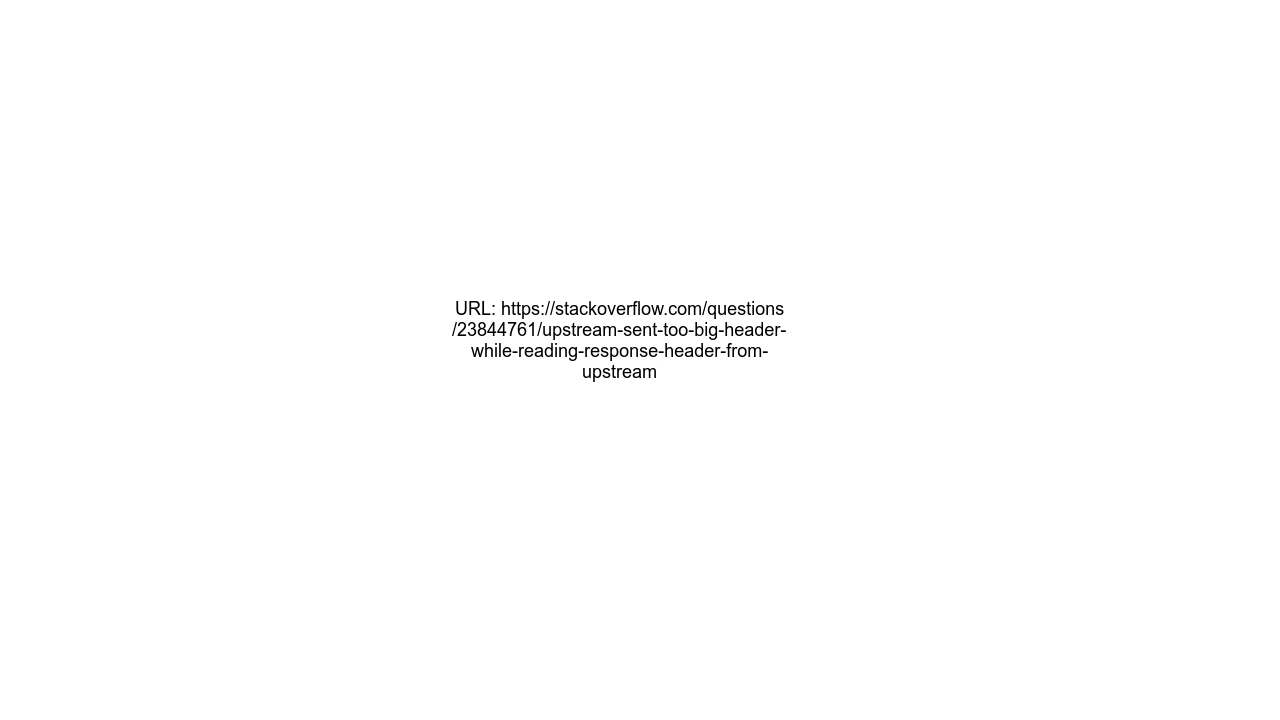 URL: https://stackoverflow.com/questions
/23844761/upstream-sent-too-big-header-
while-reading-response-header-from-
upstream